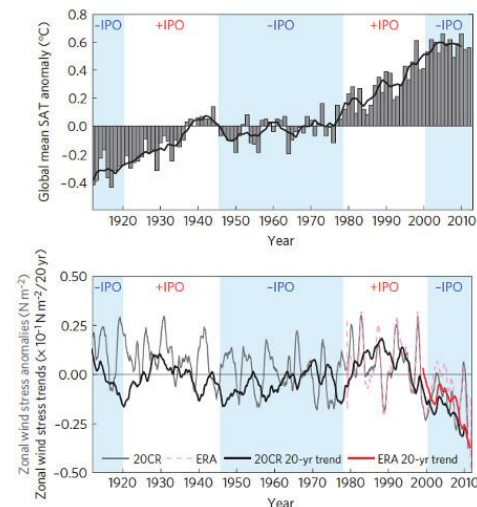 −IPO +IPO −IPO +IPO −IPO
Global mean SAT anomaly (°C)
0.8
0.6
0.4
0.2
0.0
−0.2
−0.4
1920 1930 1940 1950 1960 1970 1980 1990 2000 2010
Year
−IPO +IPO −IPO +IPO −IPO
Zonal wind stress anomalies (N m⁻²)
Zonal wind stress trends (× 10⁻¹ N m⁻²/20 yr)
0.50
0.25
0.00
−0.25
−0.50
20CR ERA 20CR 20-yr trend ERA 20-yr trend
1920 1930 1940 1950 1960 1970 1980 1990 2000 2010
Year